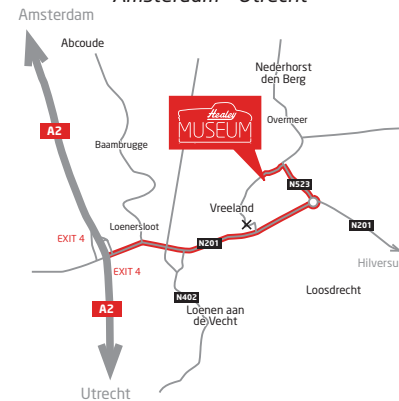 Amsterdam - Utrecht
Amsterdam
Abcoude
Nederhorst
den Berg
Healey
MUSEUM
Overmeer
A2
Baambrugge
N523
Vreeland
Loenersloot
N201
EXIT 4
N201
Hilversu
EXIT 4
Loosdrecht
N402
A2
Loenen aan
de Vecht
Utrecht